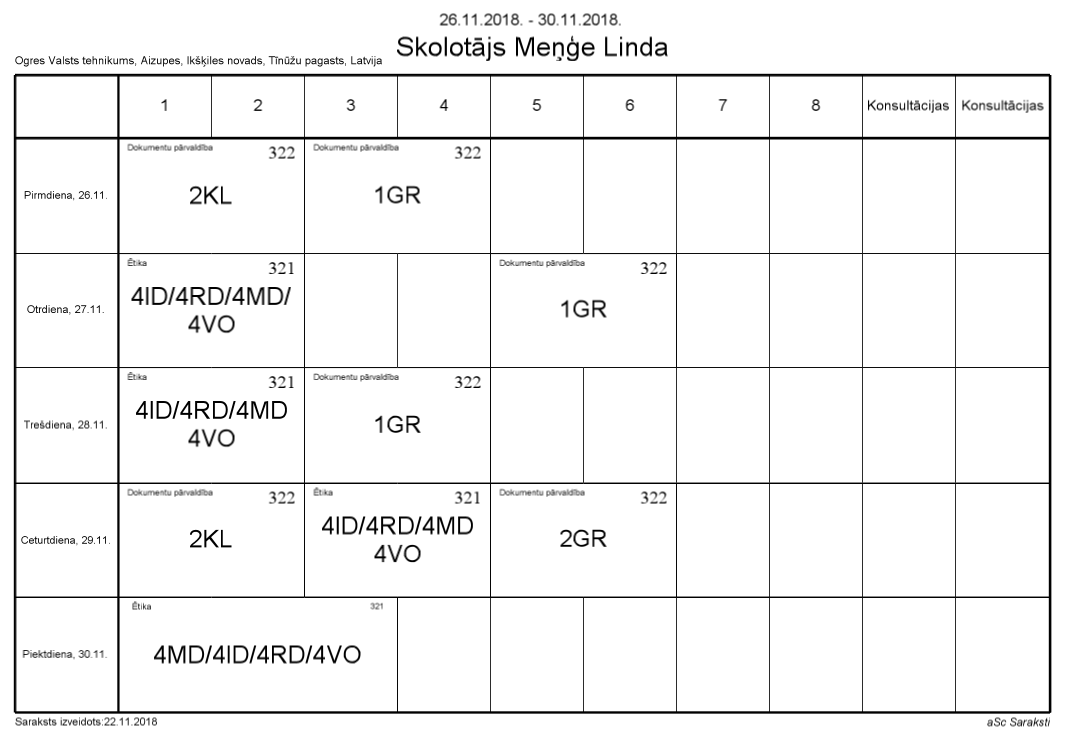 26.11.2018. - 30.11.2018.
Skolotājs Meņģe Linda
Ogres Valsts tehnikums, Aizupes, Ikšķiles novads, Tīnūžu pagasts, Latvija
1 2 3 4 5 6 7 8 Konsultācijas Konsultācijas
Pirmdiena, 26.11.
Dokumentu pārvaldība 322
2KL
Dokumentu pārvaldība 322
1GR
Otrdiena, 27.11.
Ētika 321
4ID/4RD/4MD/
4VO
Dokumentu pārvaldība 322
1GR
Trešdiena, 28.11.
Ētika 321
4ID/4RD/4MD
4VO
Dokumentu pārvaldība 322
1GR
Ceturtdiena, 29.11.
Dokumentu pārvaldība 322
2KL
Ētika 321
4ID/4RD/4MD
4VO
Dokumentu pārvaldība 322
2GR
Piektdiena, 30.11.
Ētika 321
4MD/4ID/4RD/4VO
Saraksts izveidots:22.11.2018
aSc Saraksti